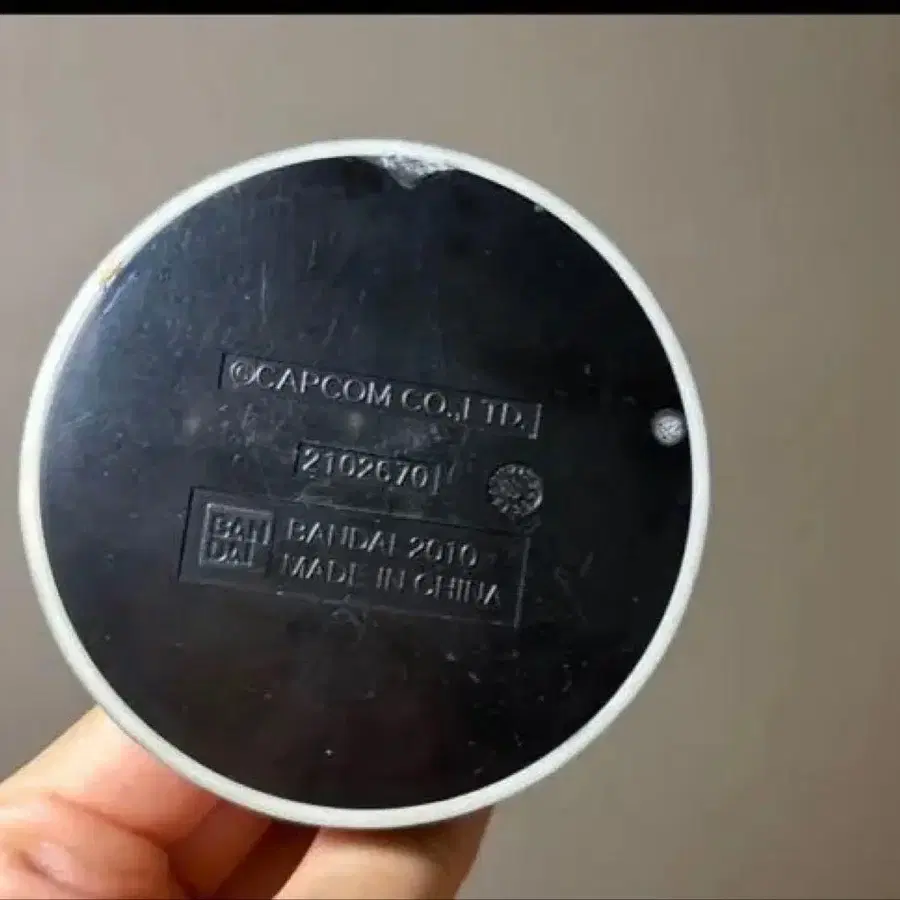 ©CAPCOM CO.,LTD.
2102670
BAN
DAI
BANDAI 2010
MADE IN CHINA